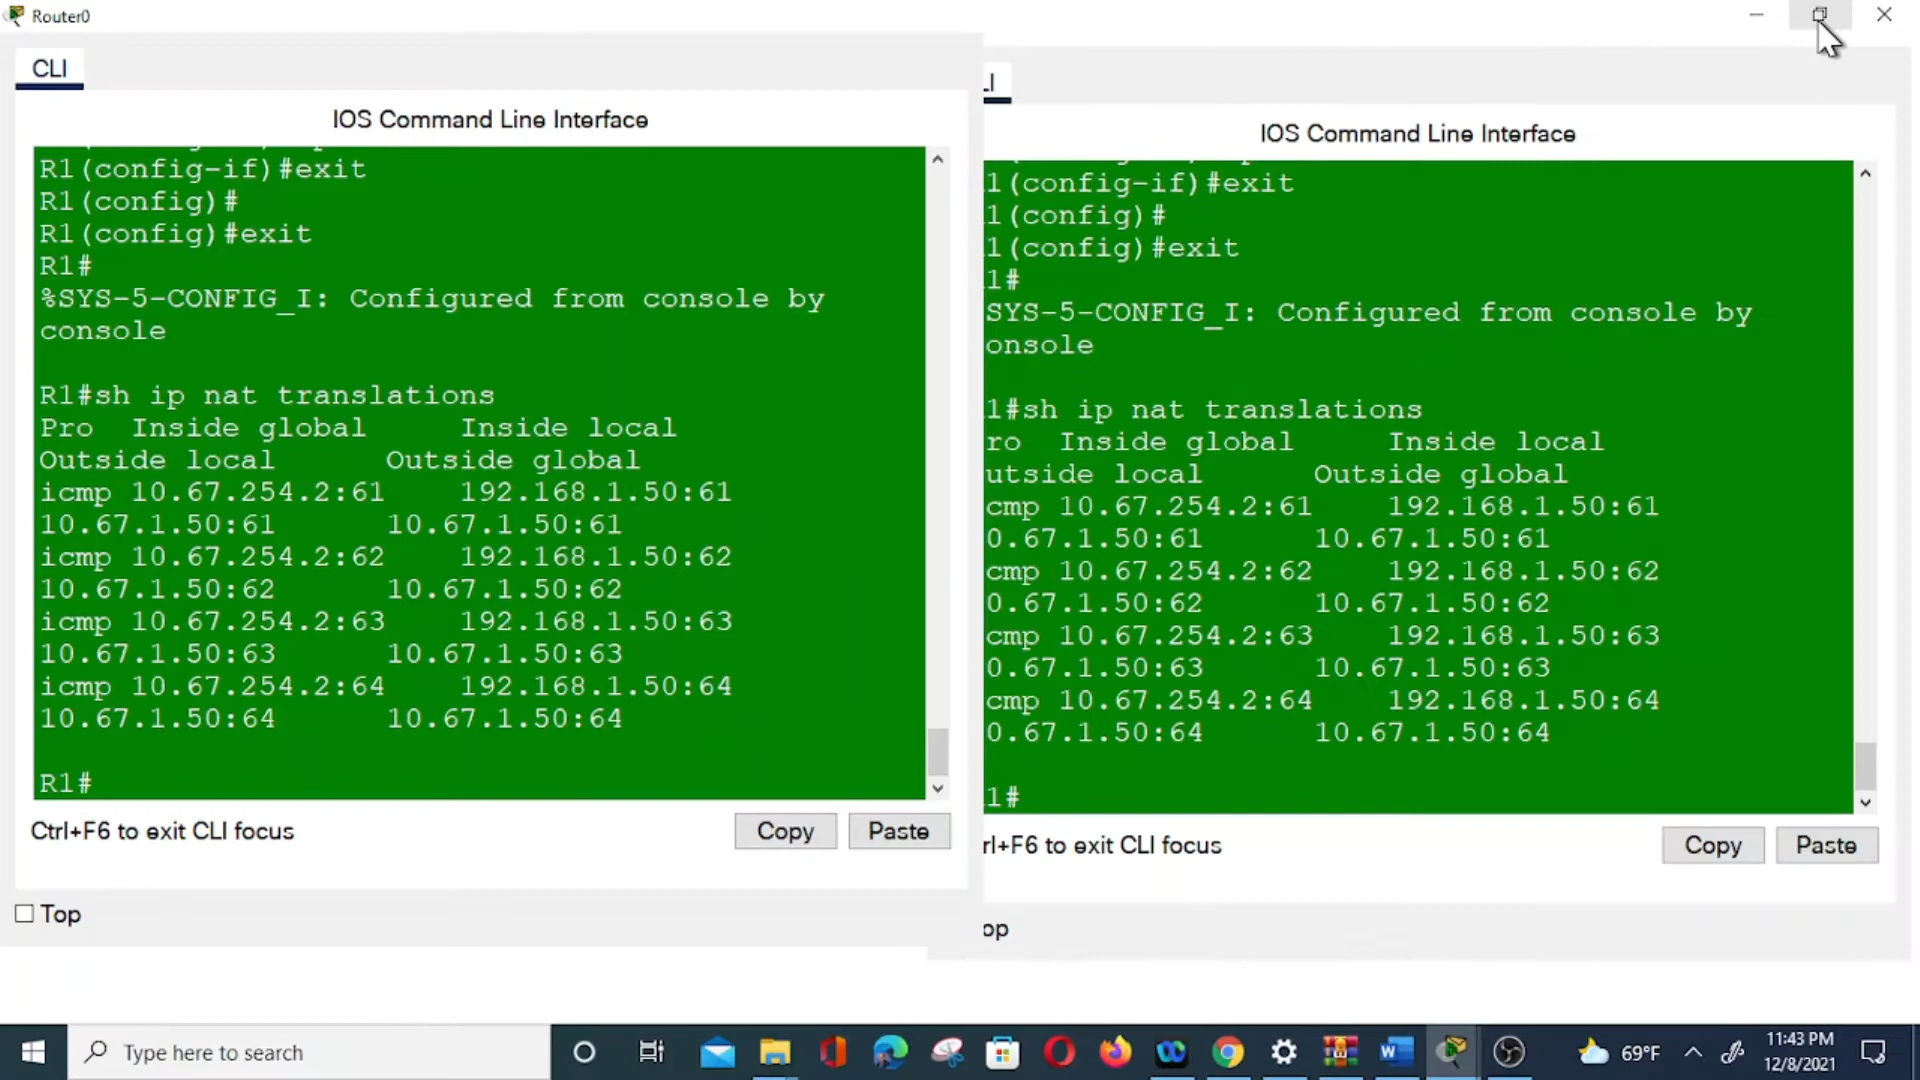 Router0
CLI
IOS Command Line Interface
R1(config-if)#exit
R1(config)#
R1(config)#exit
R1#
%SYS-5-CONFIG_I: Configured from console by
console
R1#sh ip nat translations
Pro  Inside global     Inside local
Outside local      Outside global
icmp 10.67.254.2:61    192.168.1.50:61
10.67.1.50:61      10.67.1.50:61
icmp 10.67.254.2:62    192.168.1.50:62
10.67.1.50:62      10.67.1.50:62
icmp 10.67.254.2:63    192.168.1.50:63
10.67.1.50:63      10.67.1.50:63
icmp 10.67.254.2:64    192.168.1.50:64
10.67.1.50:64      10.67.1.50:64
R1#
Ctrl+F6 to exit CLI focus
Copy
Paste
Top
LI
IOS Command Line Interface
1(config-if)#exit
1(config)#
1(config)#exit
1#
SYS-5-CONFIG_I: Configured from console by
onsole
1#sh ip nat translations
ro  Inside global     Inside local
utside local      Outside global
cmp 10.67.254.2:61    192.168.1.50:61
0.67.1.50:61      10.67.1.50:61
cmp 10.67.254.2:62    192.168.1.50:62
0.67.1.50:62      10.67.1.50:62
cmp 10.67.254.2:63    192.168.1.50:63
0.67.1.50:63      10.67.1.50:63
cmp 10.67.254.2:64    192.168.1.50:64
0.67.1.50:64      10.67.1.50:64
1#
rl+F6 to exit CLI focus
Copy
Paste
op
Type here to search
69°F
11:43 PM
12/8/2021